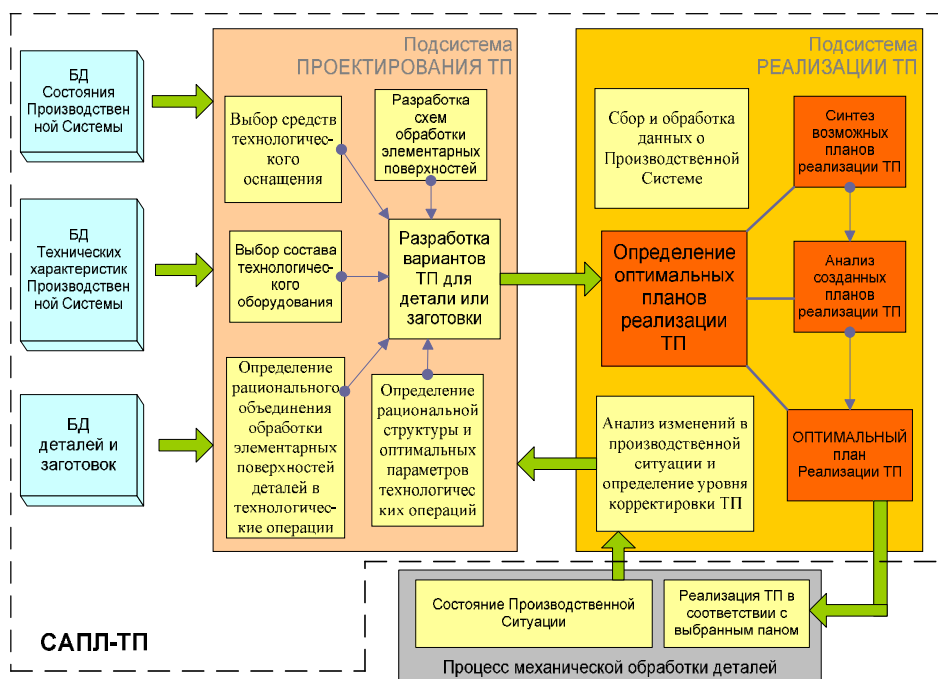 БД
Состояния
Производствен
ной Системы
БД
Технических
характеристик
Производствен
ной Системы
БД
деталей и
заготовок
Подсистема
ПРОЕКТИРОВАНИЯ ТП
Выбор средств
технологичес
кого
оснащения
Разработка
схем
обработки
элементарных
поверхностей
Выбор состава
технологичес
кого
оборудования
Разработка
вариантов
ТП для
детали или
заготовки
Определение
рационального
объединения
обработки
элементарных
поверхностей
деталей в
технологичес
кие операции
Определение
рациональной
структуры и
оптимальных
параметров
технологичес
ких операций
Подсистема
РЕАЛИЗАЦИИ ТП
Сбор и обработка
данных о
Производственной
Системе
Синтез
возможных
планов
реализации ТП
Определение
оптимальных
планов
реализации
ТП
Анализ
созданных
планов
реализации ТП
Анализ изменений в
производственной
ситуации и
определение уровня
корректировки ТП
ОПТИМАЛЬНЫЙ
план
Реализации ТП
Состояние Производственной
Ситуации
Реализация ТП в
соответствии с
выбранным паном
Процесс механической обработки деталей
САПЛ-ТП